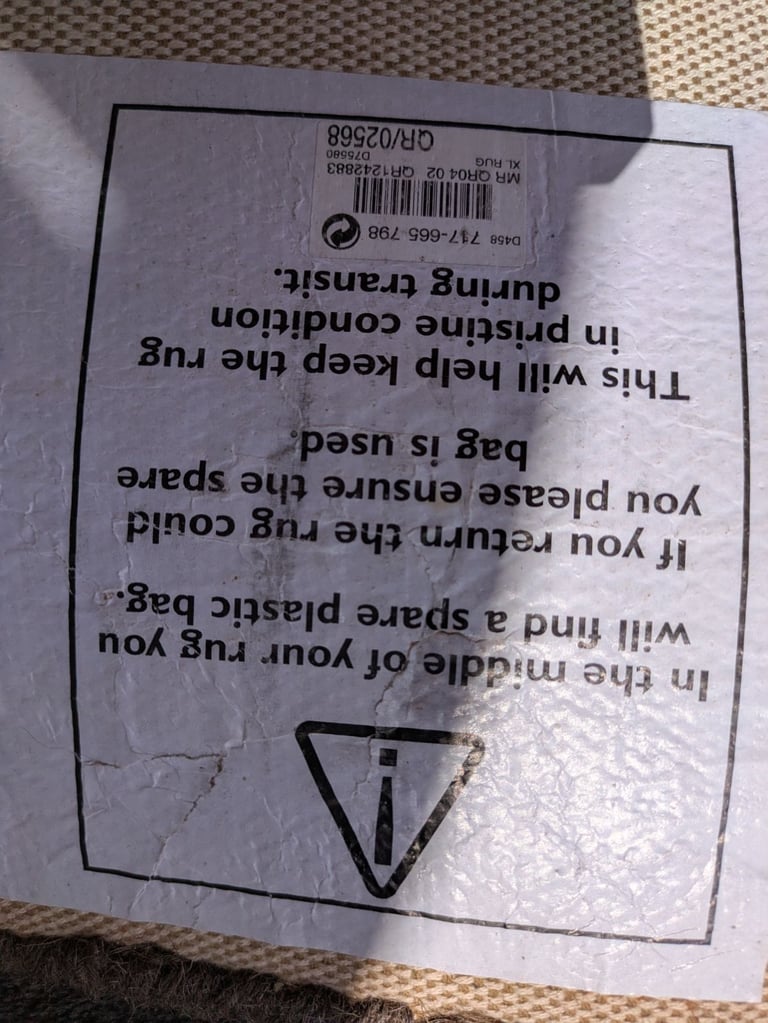 In the middle of your rug you
will find a spare plastic bag.
If you return the rug could
you please ensure the spare
bag is used.
This will help keep the rug
in pristine condition
during transit.
D458 717-665-798
MR QR04 02 QR1242883
XL RUG D75580
QR/02568